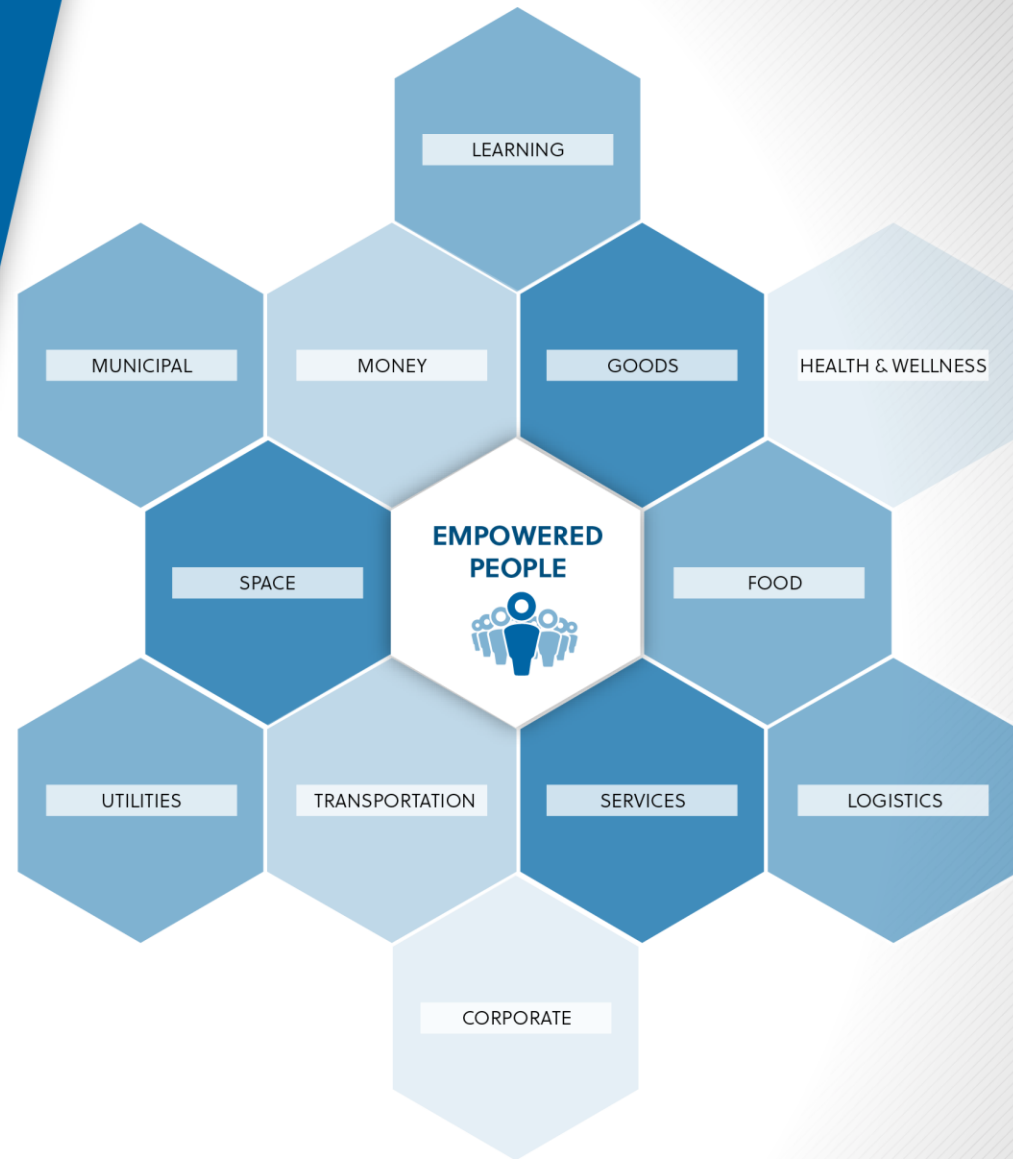 LEARNING
MUNICIPAL
MONEY
GOODS
HEALTH & WELLNESS
EMPOWERED
PEOPLE
SPACE
FOOD
UTILITIES
TRANSPORTATION
SERVICES
LOGISTICS
CORPORATE